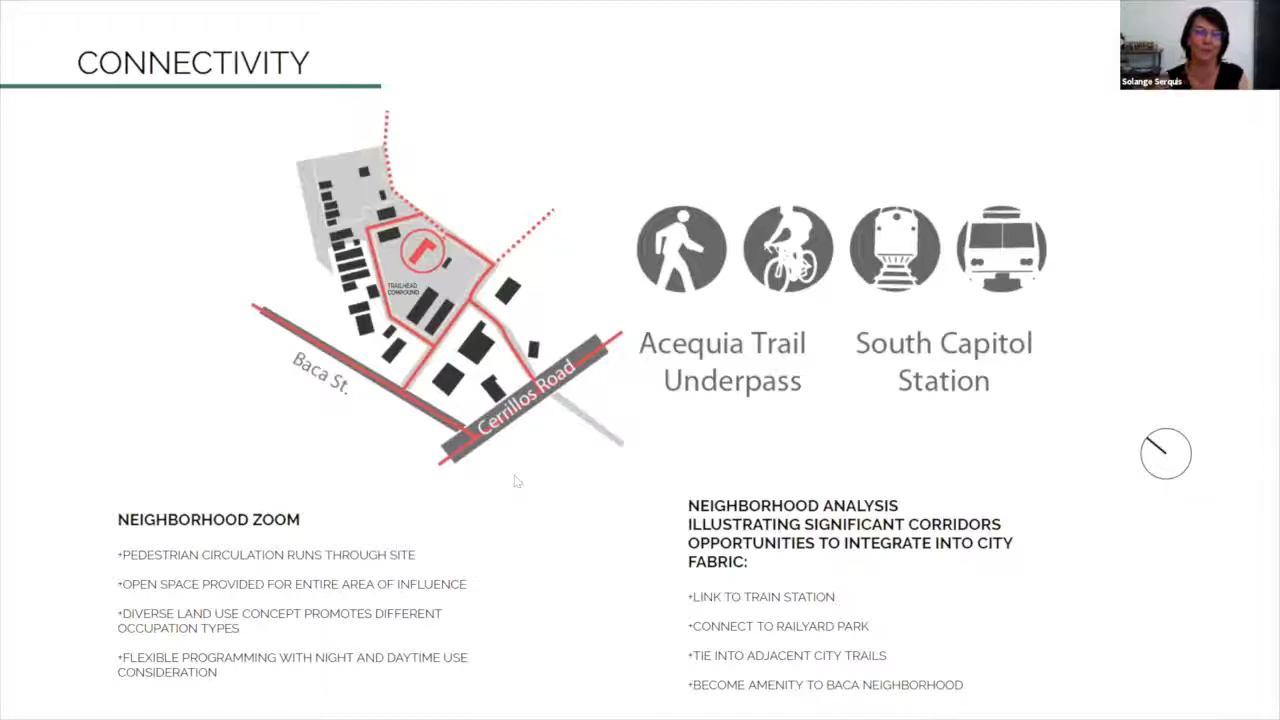 CONNECTIVITY
Solange Serquis
TRAILHEAD
COMPOUND
Baca St.
Cerrillos Road
Acequia Trail
Underpass
South Capitol
Station
NEIGHBORHOOD ZOOM
+PEDESTRIAN CIRCULATION RUNS THROUGH SITE
+OPEN SPACE PROVIDED FOR ENTIRE AREA OF INFLUENCE
+DIVERSE LAND USE CONCEPT PROMOTES DIFFERENT
OCCUPATION TYPES
+FLEXIBLE PROGRAMMING WITH NIGHT AND DAYTIME USE
CONSIDERATION
NEIGHBORHOOD ANALYSIS
ILLUSTRATING SIGNIFICANT CORRIDORS
OPPORTUNITIES TO INTEGRATE INTO CITY
FABRIC:
+LINK TO TRAIN STATION
+CONNECT TO RAILYARD PARK
+TIE INTO ADJACENT CITY TRAILS
+BECOME AMENITY TO BACA NEIGHBORHOOD